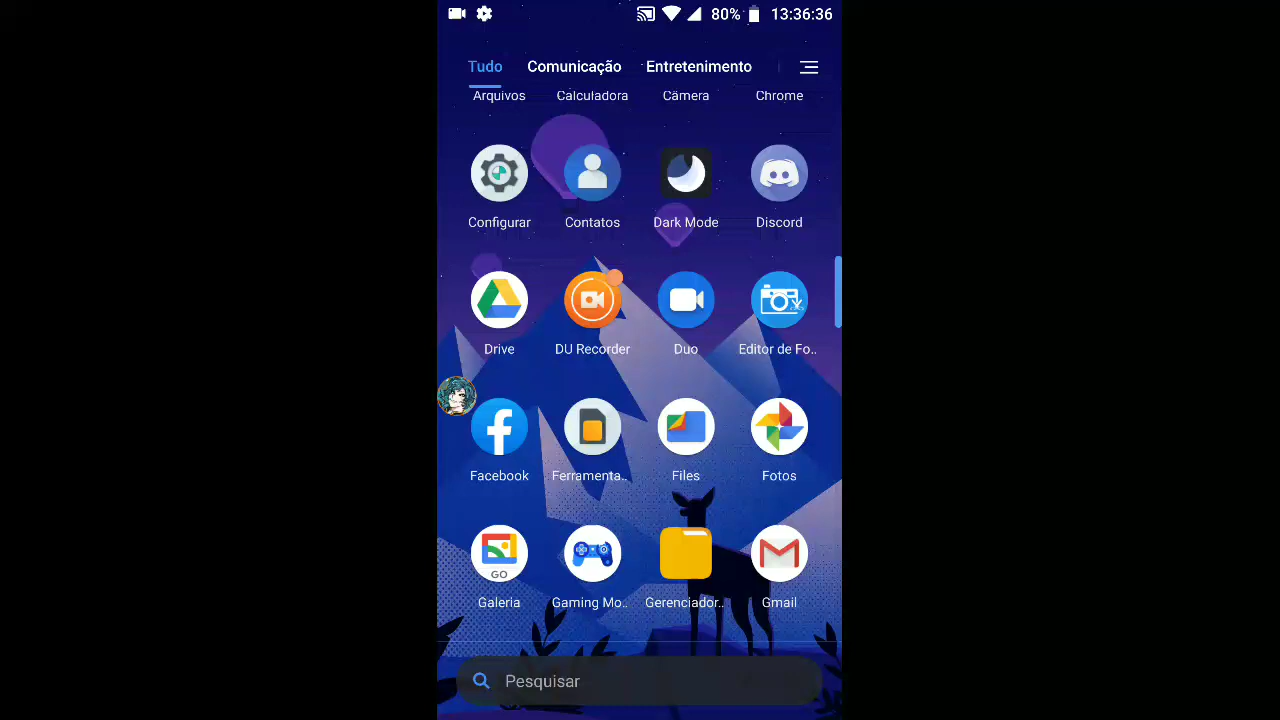 80% 13:36:36
Tudo Comunicação Entretenimento
Arquivos Calculadora Câmera Chrome
Configurar Contatos Dark Mode Discord
Drive DU Recorder Duo Editor de Fo..
Facebook Ferramenta.. Files Fotos
GO
Galeria Gaming Mo.. Gerenciador.. Gmail
Pesquisar